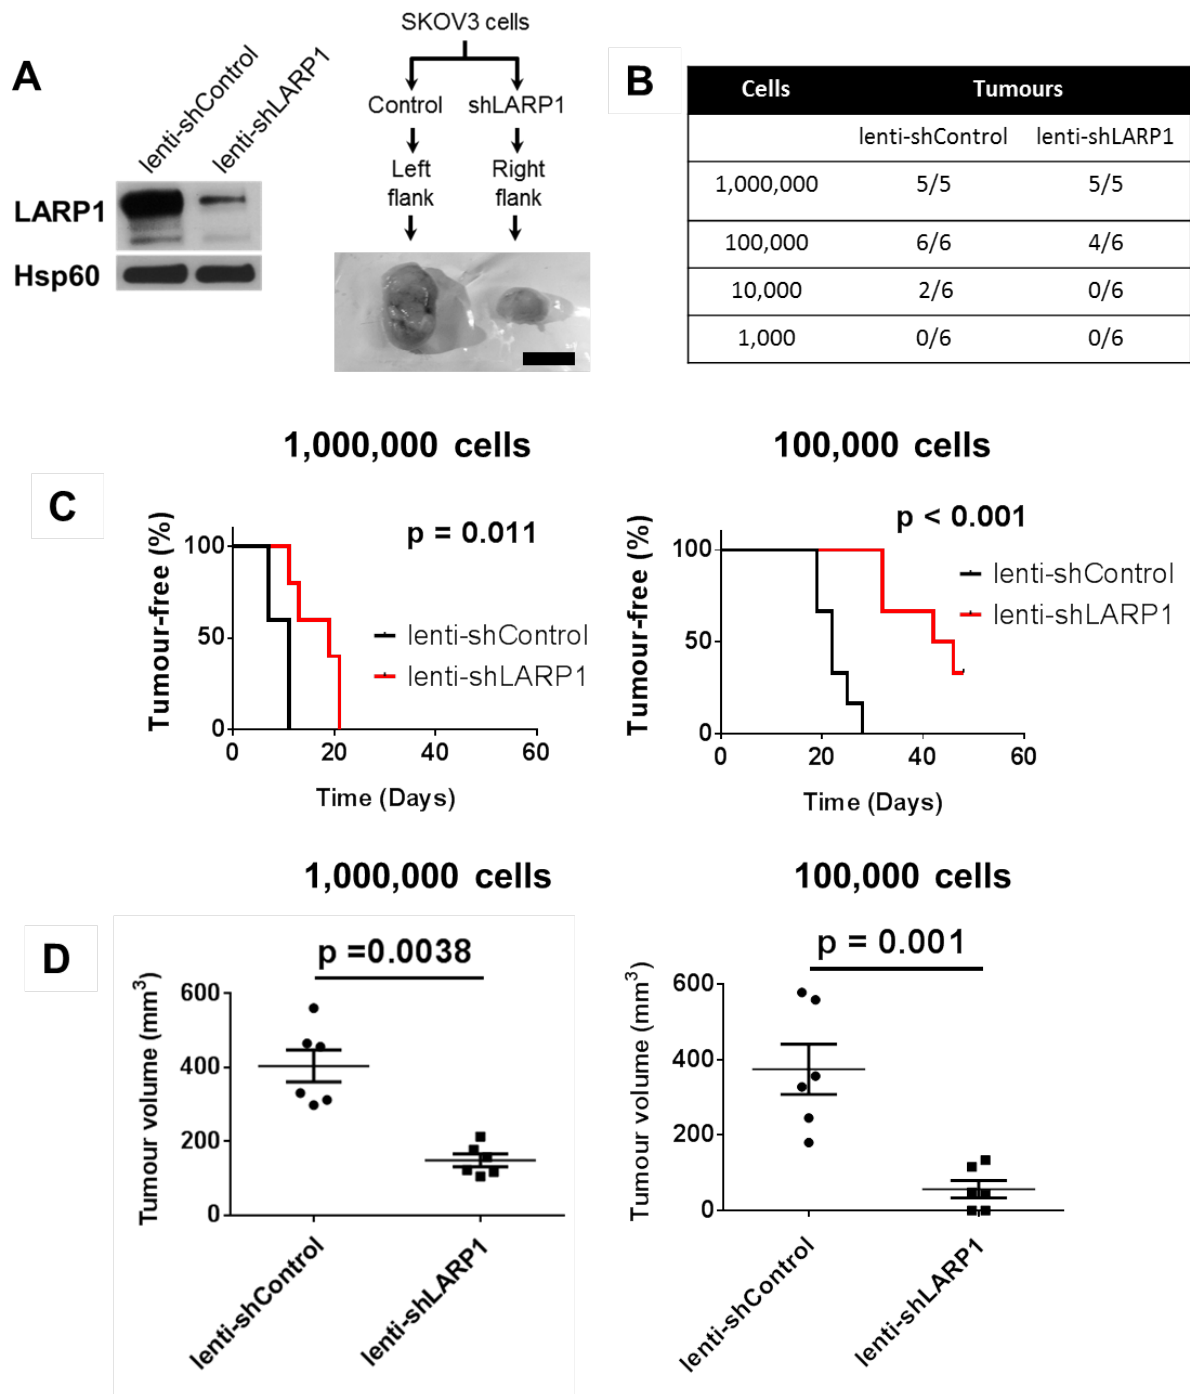 A
lenti-shControl
lenti-shLARP1
LARP1
Hsp60
SKOV3 cells
Control shLARP1
Left flank
Right flank
B
Cells Tumours
lenti-shControl lenti-shLARP1
1,000,000 5/5 5/5
100,000 6/6 4/6
10,000 2/6 0/6
1,000 0/6 0/6
C
1,000,000 cells
p = 0.011
Tumour-free (%)
100
50
0
0 20 40 60
Time (Days)
lenti-shControl
lenti-shLARP1
100,000 cells
p < 0.001
Tumour-free (%)
100
50
0
0 20 40 60
Time (Days)
lenti-shControl
lenti-shLARP1
D
1,000,000 cells
p =0.0038
Tumour volume (mm³)
600
400
200
0
lenti-shControl
lenti-shLARP1
100,000 cells
p = 0.001
Tumour volume (mm³)
600
400
200
0
lenti-shControl
lenti-shLARP1